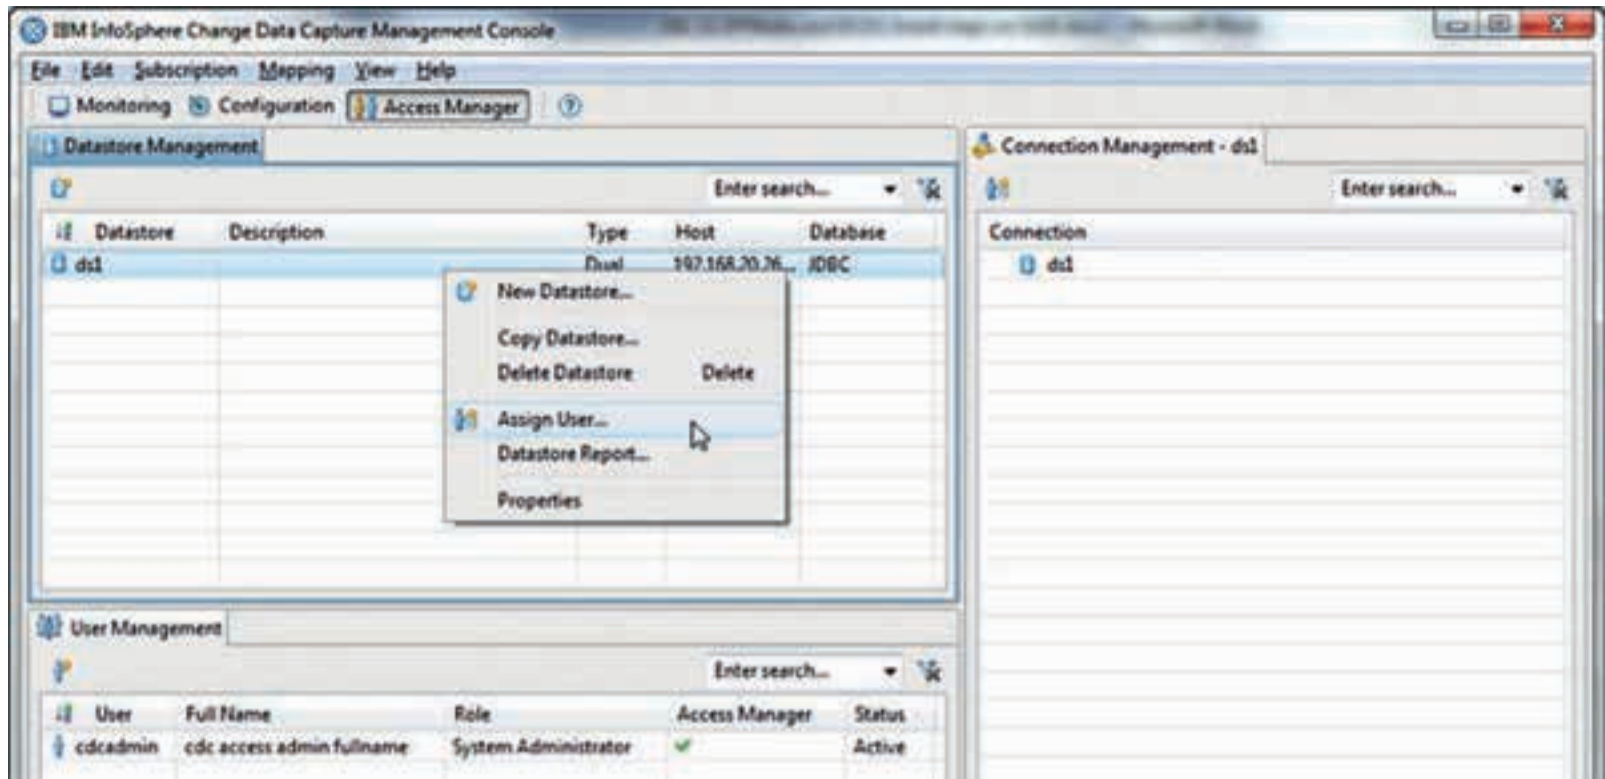 IBM InfoSphere Change Data Capture Management Console
File Edit Subscription Mapping View Help
Monitoring Configuration Access Manager
Datastore Management
Enter search...
Datastore Description Type Host Database
ds1 Dual 197.168.20.26... JDBC
New Datastore...
Copy Datastore...
Delete Datastore Delete
Assign User...
Datastore Report...
Properties
User Management
Enter search...
User Full Name Role Access Manager Status
cdcadmin cdc access admin fullname System Administrator Active
Connection Management - ds1
Enter search...
Connection
ds1